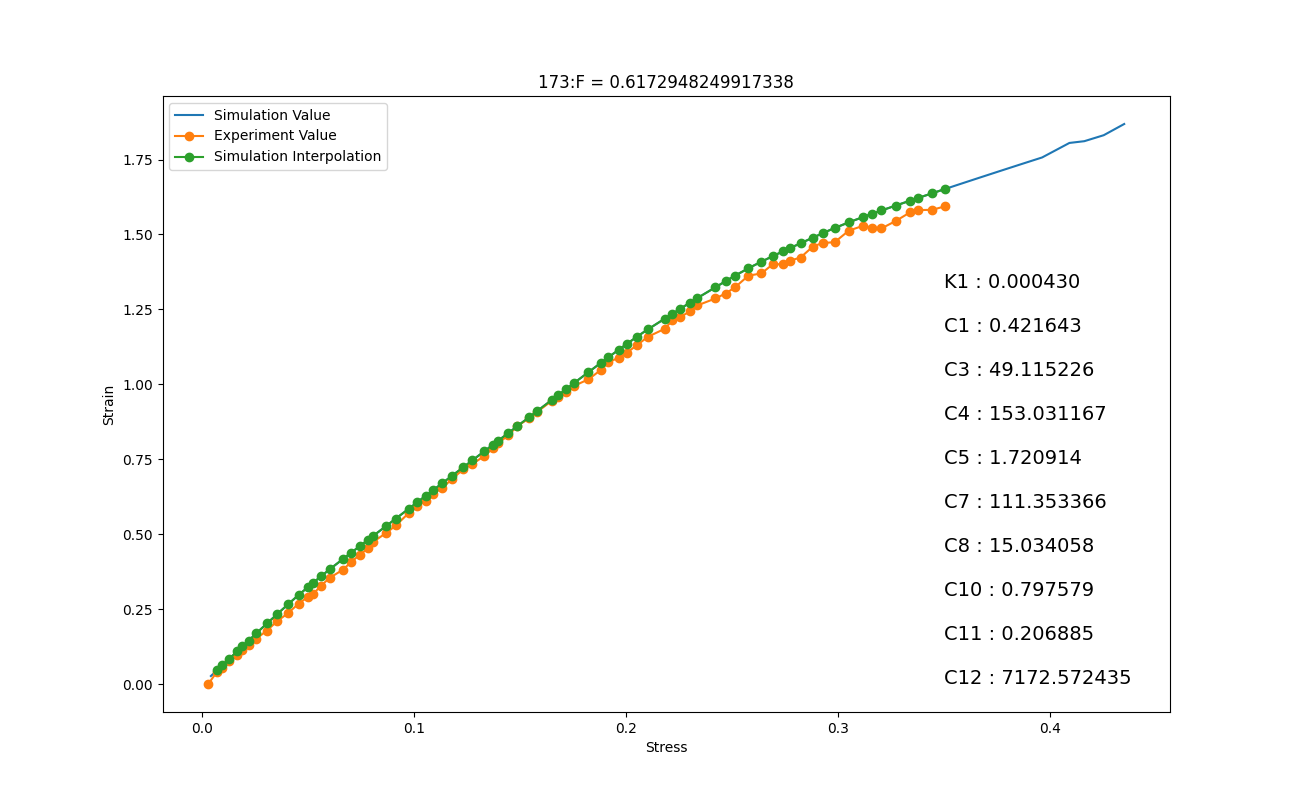 173:F = 0.6172948249917338
Simulation Value
Experiment Value
Simulation Interpolation
1.75
1.50
1.25
1.00
0.75
0.50
0.25
0.00
Strain
K1 : 0.000430
C1 : 0.421643
C3 : 49.115226
C4 : 153.031167
C5 : 1.720914
C7 : 111.353366
C8 : 15.034058
C10 : 0.797579
C11 : 0.206885
C12 : 7172.572435
0.0 0.1 0.2 0.3 0.4
Stress